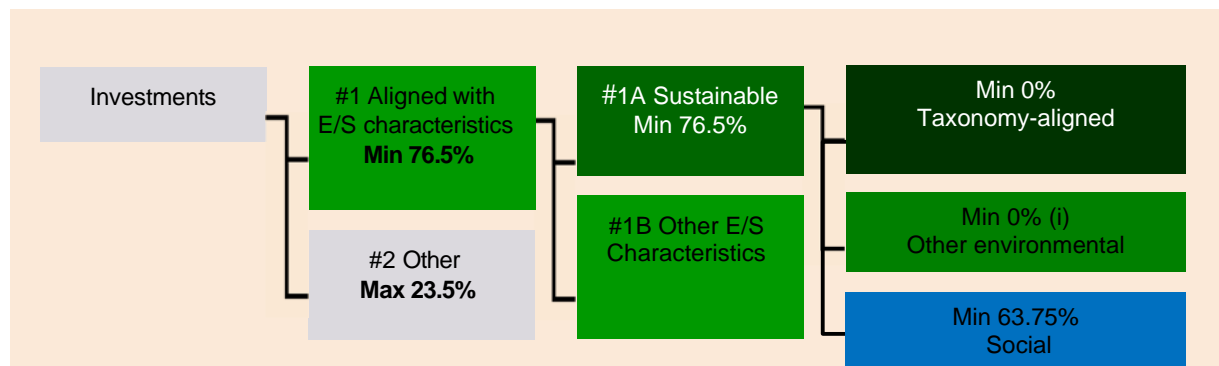 Investments
#1 Aligned with
E/S characteristics
Min 76.5%
#2 Other
Max 23.5%
#1A Sustainable
Min 76.5%
#1B Other E/S
Characteristics
Min 0%
Taxonomy-aligned
Min 0% (i)
Other environmental
Min 63.75%
Social